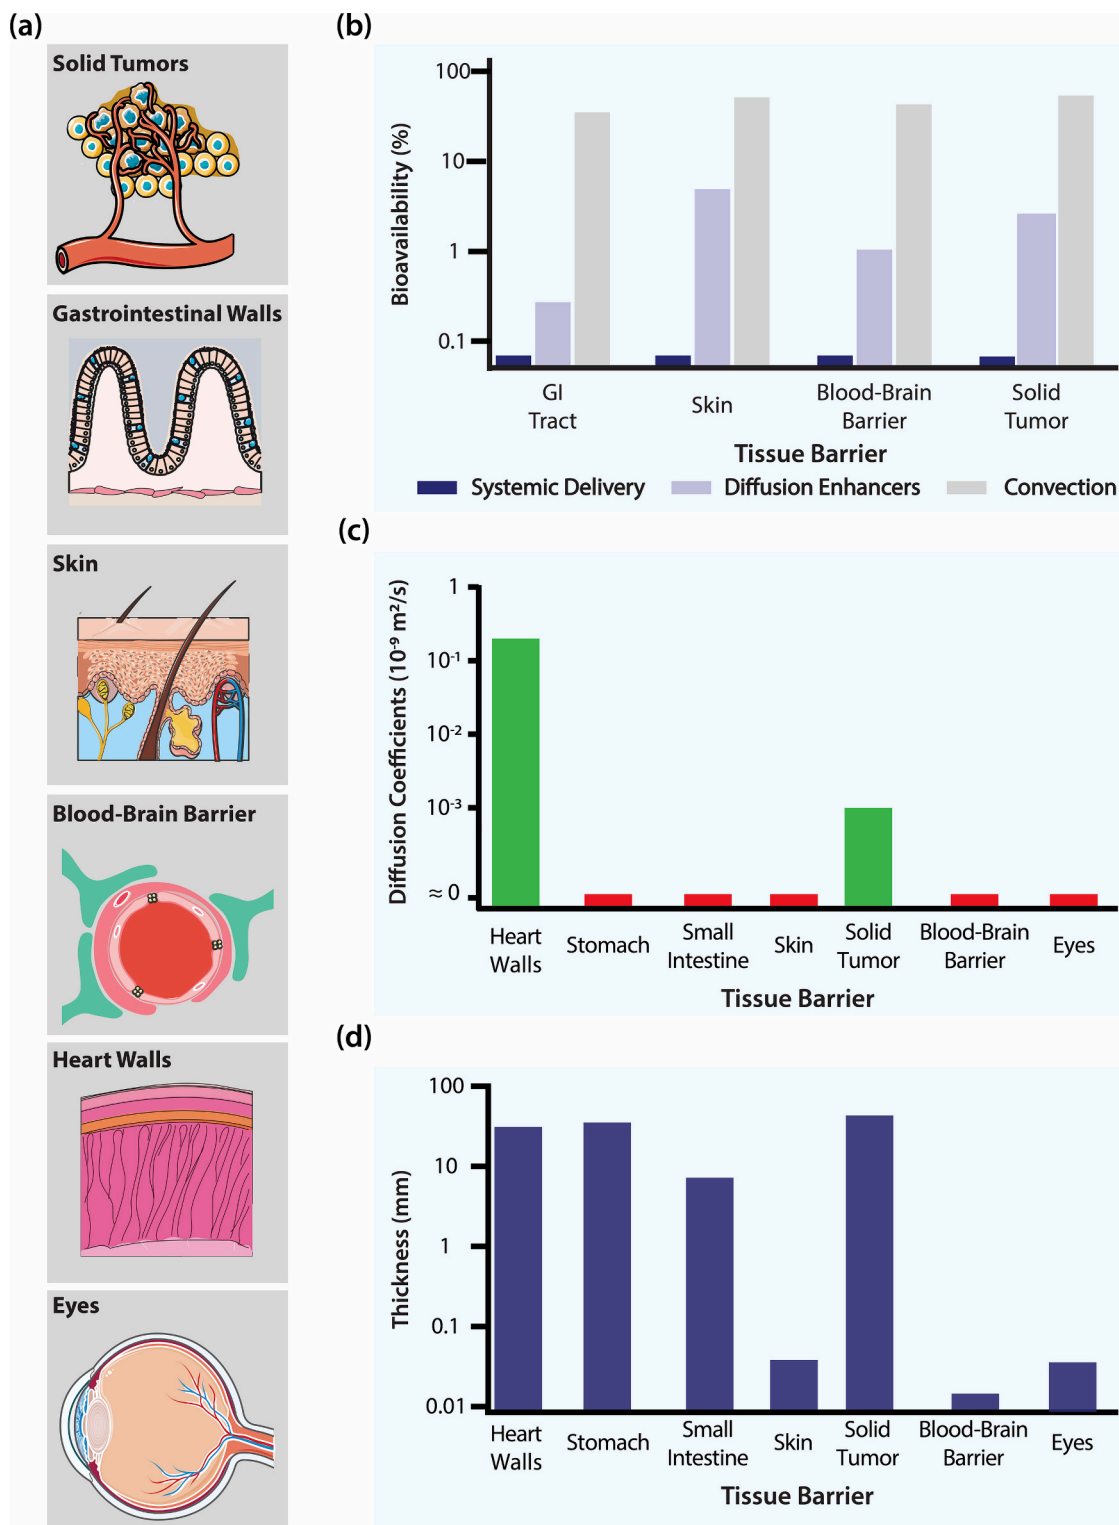 (a)
Solid Tumors
Gastrointestinal Walls
Skin
Blood-Brain Barrier
Heart Walls
Eyes
(b)
Bioavailability (%)
100
10
1
0.1
GI
Tract
Skin
Blood-Brain
Barrier
Solid
Tumor
Tissue Barrier
Systemic Delivery
Diffusion Enhancers
Convection
(c)
Diffusion Coefficients (10⁻⁹ m²/s)
1
10⁻¹
10⁻²
10⁻³
≈ 0
Heart
Walls
Stomach
Small
Intestine
Skin
Solid
Tumor
Blood-Brain
Barrier
Eyes
Tissue Barrier
(d)
Thickness (mm)
100
10
1
0.1
0.01
Heart
Walls
Stomach
Small
Intestine
Skin
Solid
Tumor
Blood-Brain
Barrier
Eyes
Tissue Barrier